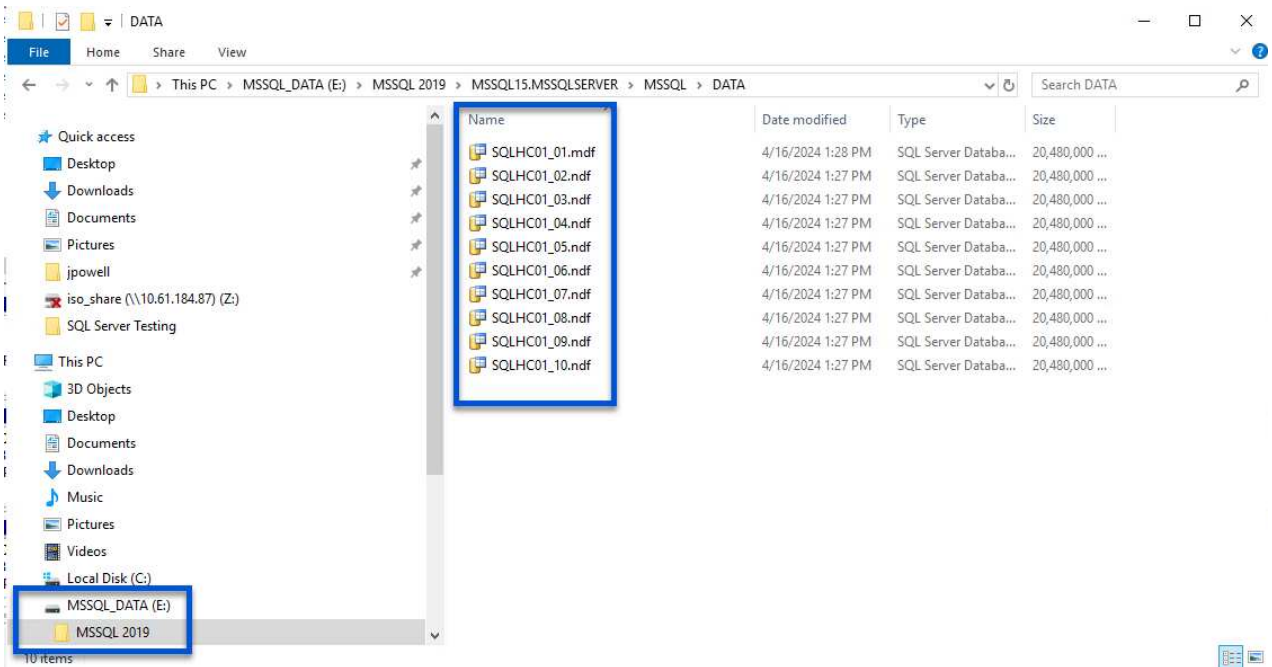 DATA
File Home Share View
This PC > MSSQL_DATA (E:) > MSSQL 2019 > MSSQL15.MSSQLSERVER > MSSQL > DATA Search DATA
Quick access
Desktop
Downloads
Documents
Pictures
jpowell
iso_share (\\10.61.184.87) (Z:)
SQL Server Testing
This PC
3D Objects
Desktop
Documents
Downloads
Music
Pictures
Videos
Local Disk (C:)
MSSQL_DATA (E:)
MSSQL 2019
Name Date modified Type Size
SQLHC01_01.mdf 4/16/2024 1:28 PM SQL Server Databa... 20,480,000 ...
SQLHC01_02.ndf 4/16/2024 1:27 PM SQL Server Databa... 20,480,000 ...
SQLHC01_03.ndf 4/16/2024 1:27 PM SQL Server Databa... 20,480,000 ...
SQLHC01_04.ndf 4/16/2024 1:27 PM SQL Server Databa... 20,480,000 ...
SQLHC01_05.ndf 4/16/2024 1:27 PM SQL Server Databa... 20,480,000 ...
SQLHC01_06.ndf 4/16/2024 1:27 PM SQL Server Databa... 20,480,000 ...
SQLHC01_07.ndf 4/16/2024 1:27 PM SQL Server Databa... 20,480,000 ...
SQLHC01_08.ndf 4/16/2024 1:27 PM SQL Server Databa... 20,480,000 ...
SQLHC01_09.ndf 4/16/2024 1:27 PM SQL Server Databa... 20,480,000 ...
SQLHC01_10.ndf 4/16/2024 1:27 PM SQL Server Databa... 20,480,000 ...
10 items